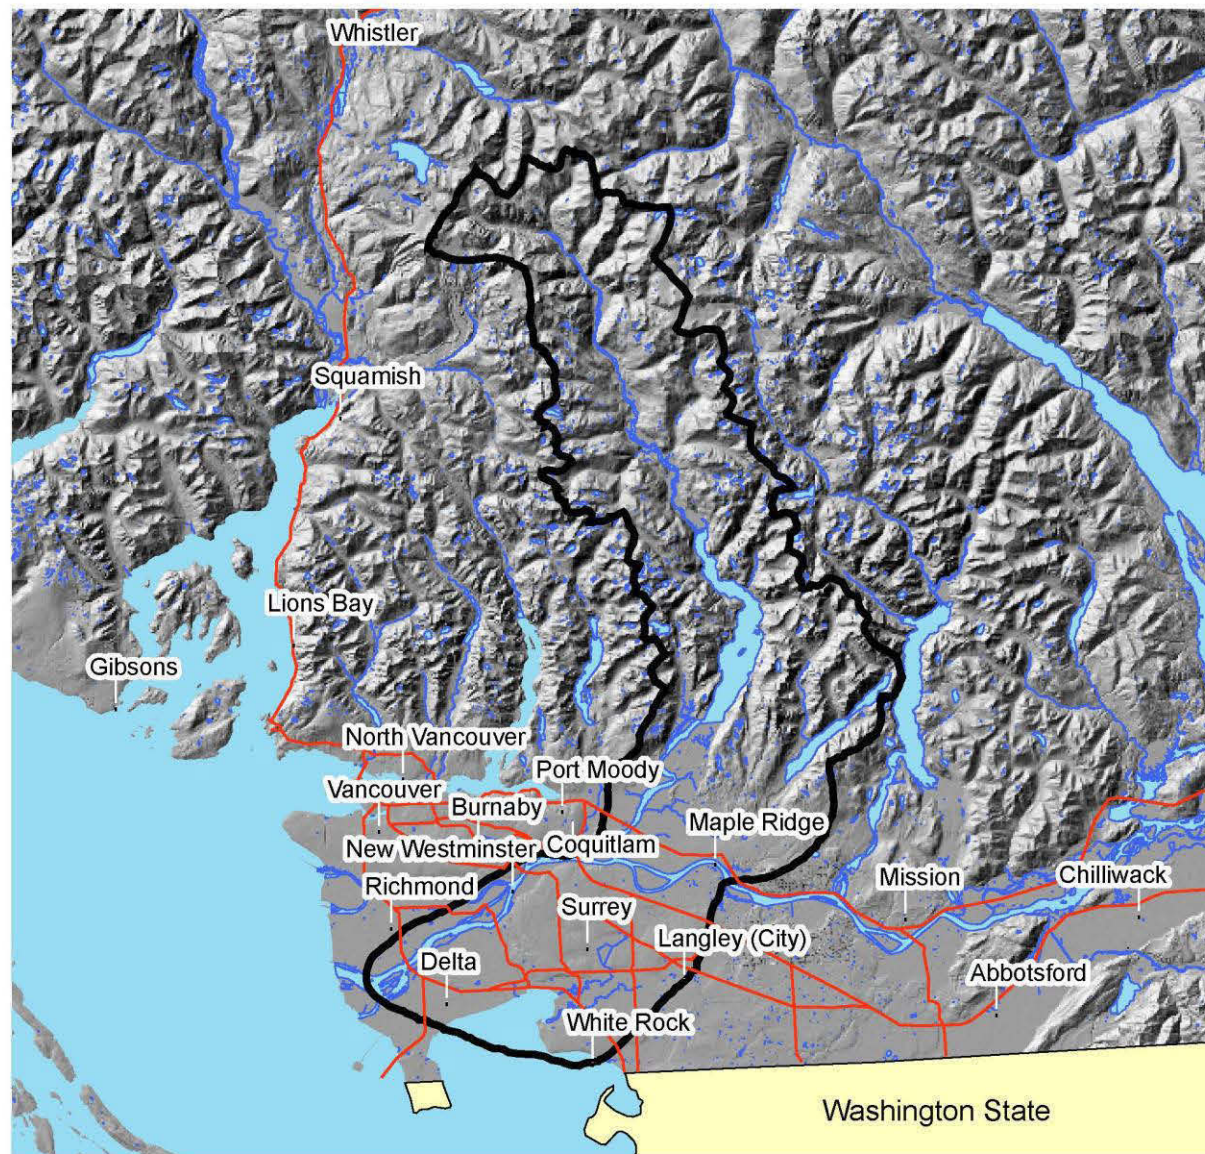 Whistler
Squamish
Lions Bay
Gibsons
North Vancouver
Port Moody
Vancouver
Burnaby
Maple Ridge
New Westminster
Coquitlam
Richmond
Mission
Chilliwack
Surrey
Langley (City)
Delta
Abbotsford
White Rock
Washington State